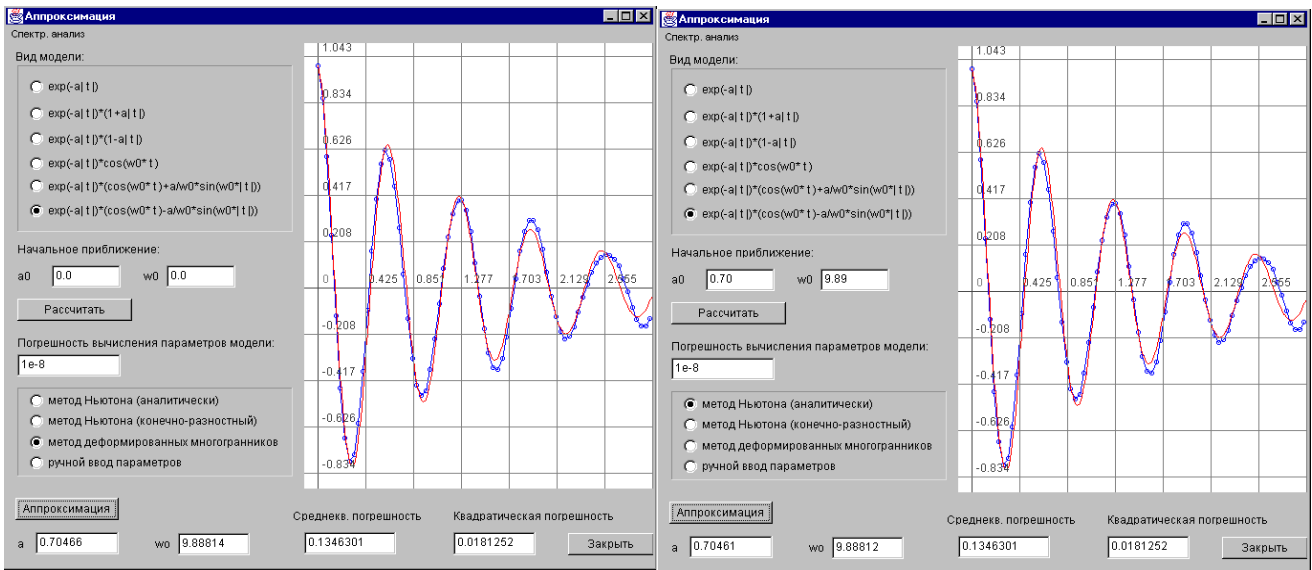 Аппроксимация
Спектр. анализ
Вид модели:
exp(-a| t |)
exp(-a| t |)*(1+a| t |)
exp(-a| t |)*(1-a| t |)
exp(-a| t |)*cos(w0* t )
exp(-a| t |)*(cos(w0* t )+a/w0*sin(w0*| t |))
exp(-a| t |)*(cos(w0* t )-a/w0*sin(w0*| t |))
Начальное приближение:
a0 0.0 w0 0.0
Рассчитать
Погрешность вычисления параметров модели:
1e-8
метод Ньютона (аналитически)
метод Ньютона (конечно-разностный)
метод деформированных многогранников
ручной ввод параметров
Аппроксимация
a 0.70466 wo 9.88814
1.043
0.834
0.626
0.417
0.208
0 0.425 0.851 1.277 1.703 2.129 2.555
-0.208
-0.417
-0.626
-0.834
Среднекв. погрешность Квадратическая погрешность
0.1346301 0.0181252 Закрыть
Аппроксимация
Спектр. анализ
Вид модели:
exp(-a| t |)
exp(-a| t |)*(1+a| t |)
exp(-a| t |)*(1-a| t |)
exp(-a| t |)*cos(w0* t )
exp(-a| t |)*(cos(w0* t )+a/w0*sin(w0*| t |))
exp(-a| t |)*(cos(w0* t )-a/w0*sin(w0*| t |))
Начальное приближение:
a0 0.70 w0 9.89
Рассчитать
Погрешность вычисления параметров модели:
1e-8
метод Ньютона (аналитически)
метод Ньютона (конечно-разностный)
метод деформированных многогранников
ручной ввод параметров
Аппроксимация
a 0.70461 wo 9.88812
1.043
0.834
0.626
0.417
0.208
0 0.425 0.851 1.277 1.703 2.129 2.555
-0.208
-0.417
-0.626
-0.834
Среднекв. погрешность Квадратическая погрешность
0.1346301 0.0181252 Закрыть